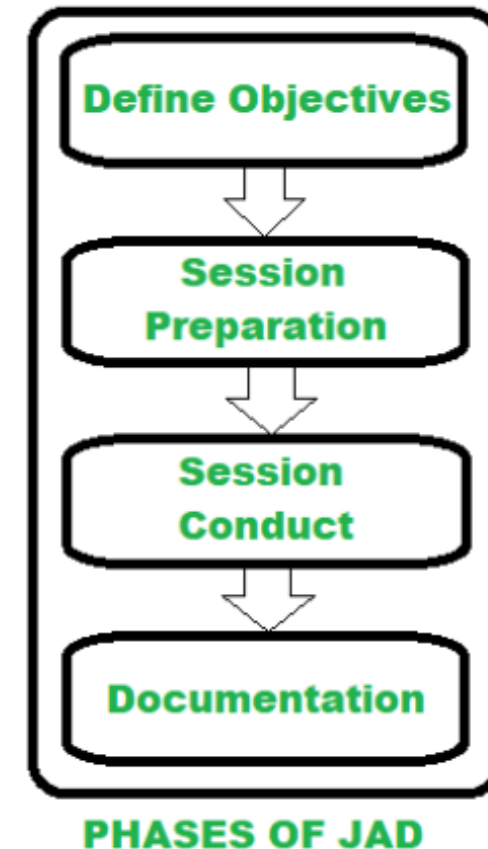 Define Objectives
Session
Preparation
Session
Conduct
Documentation
PHASES OF JAD